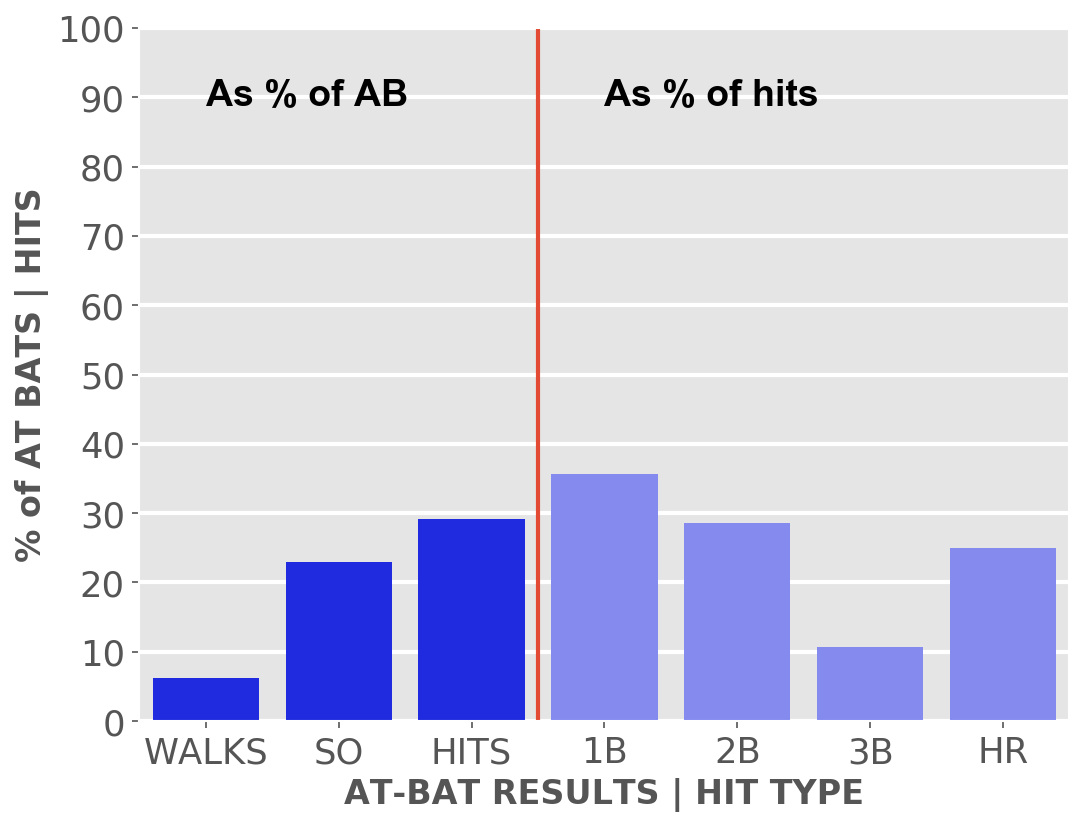 100
90
80
70
60
50
40
30
20
10
0
% of AT BATS | HITS
As % of AB
As % of hits
WALKS SO HITS 1B 2B 3B HR
AT-BAT RESULTS | HIT TYPE